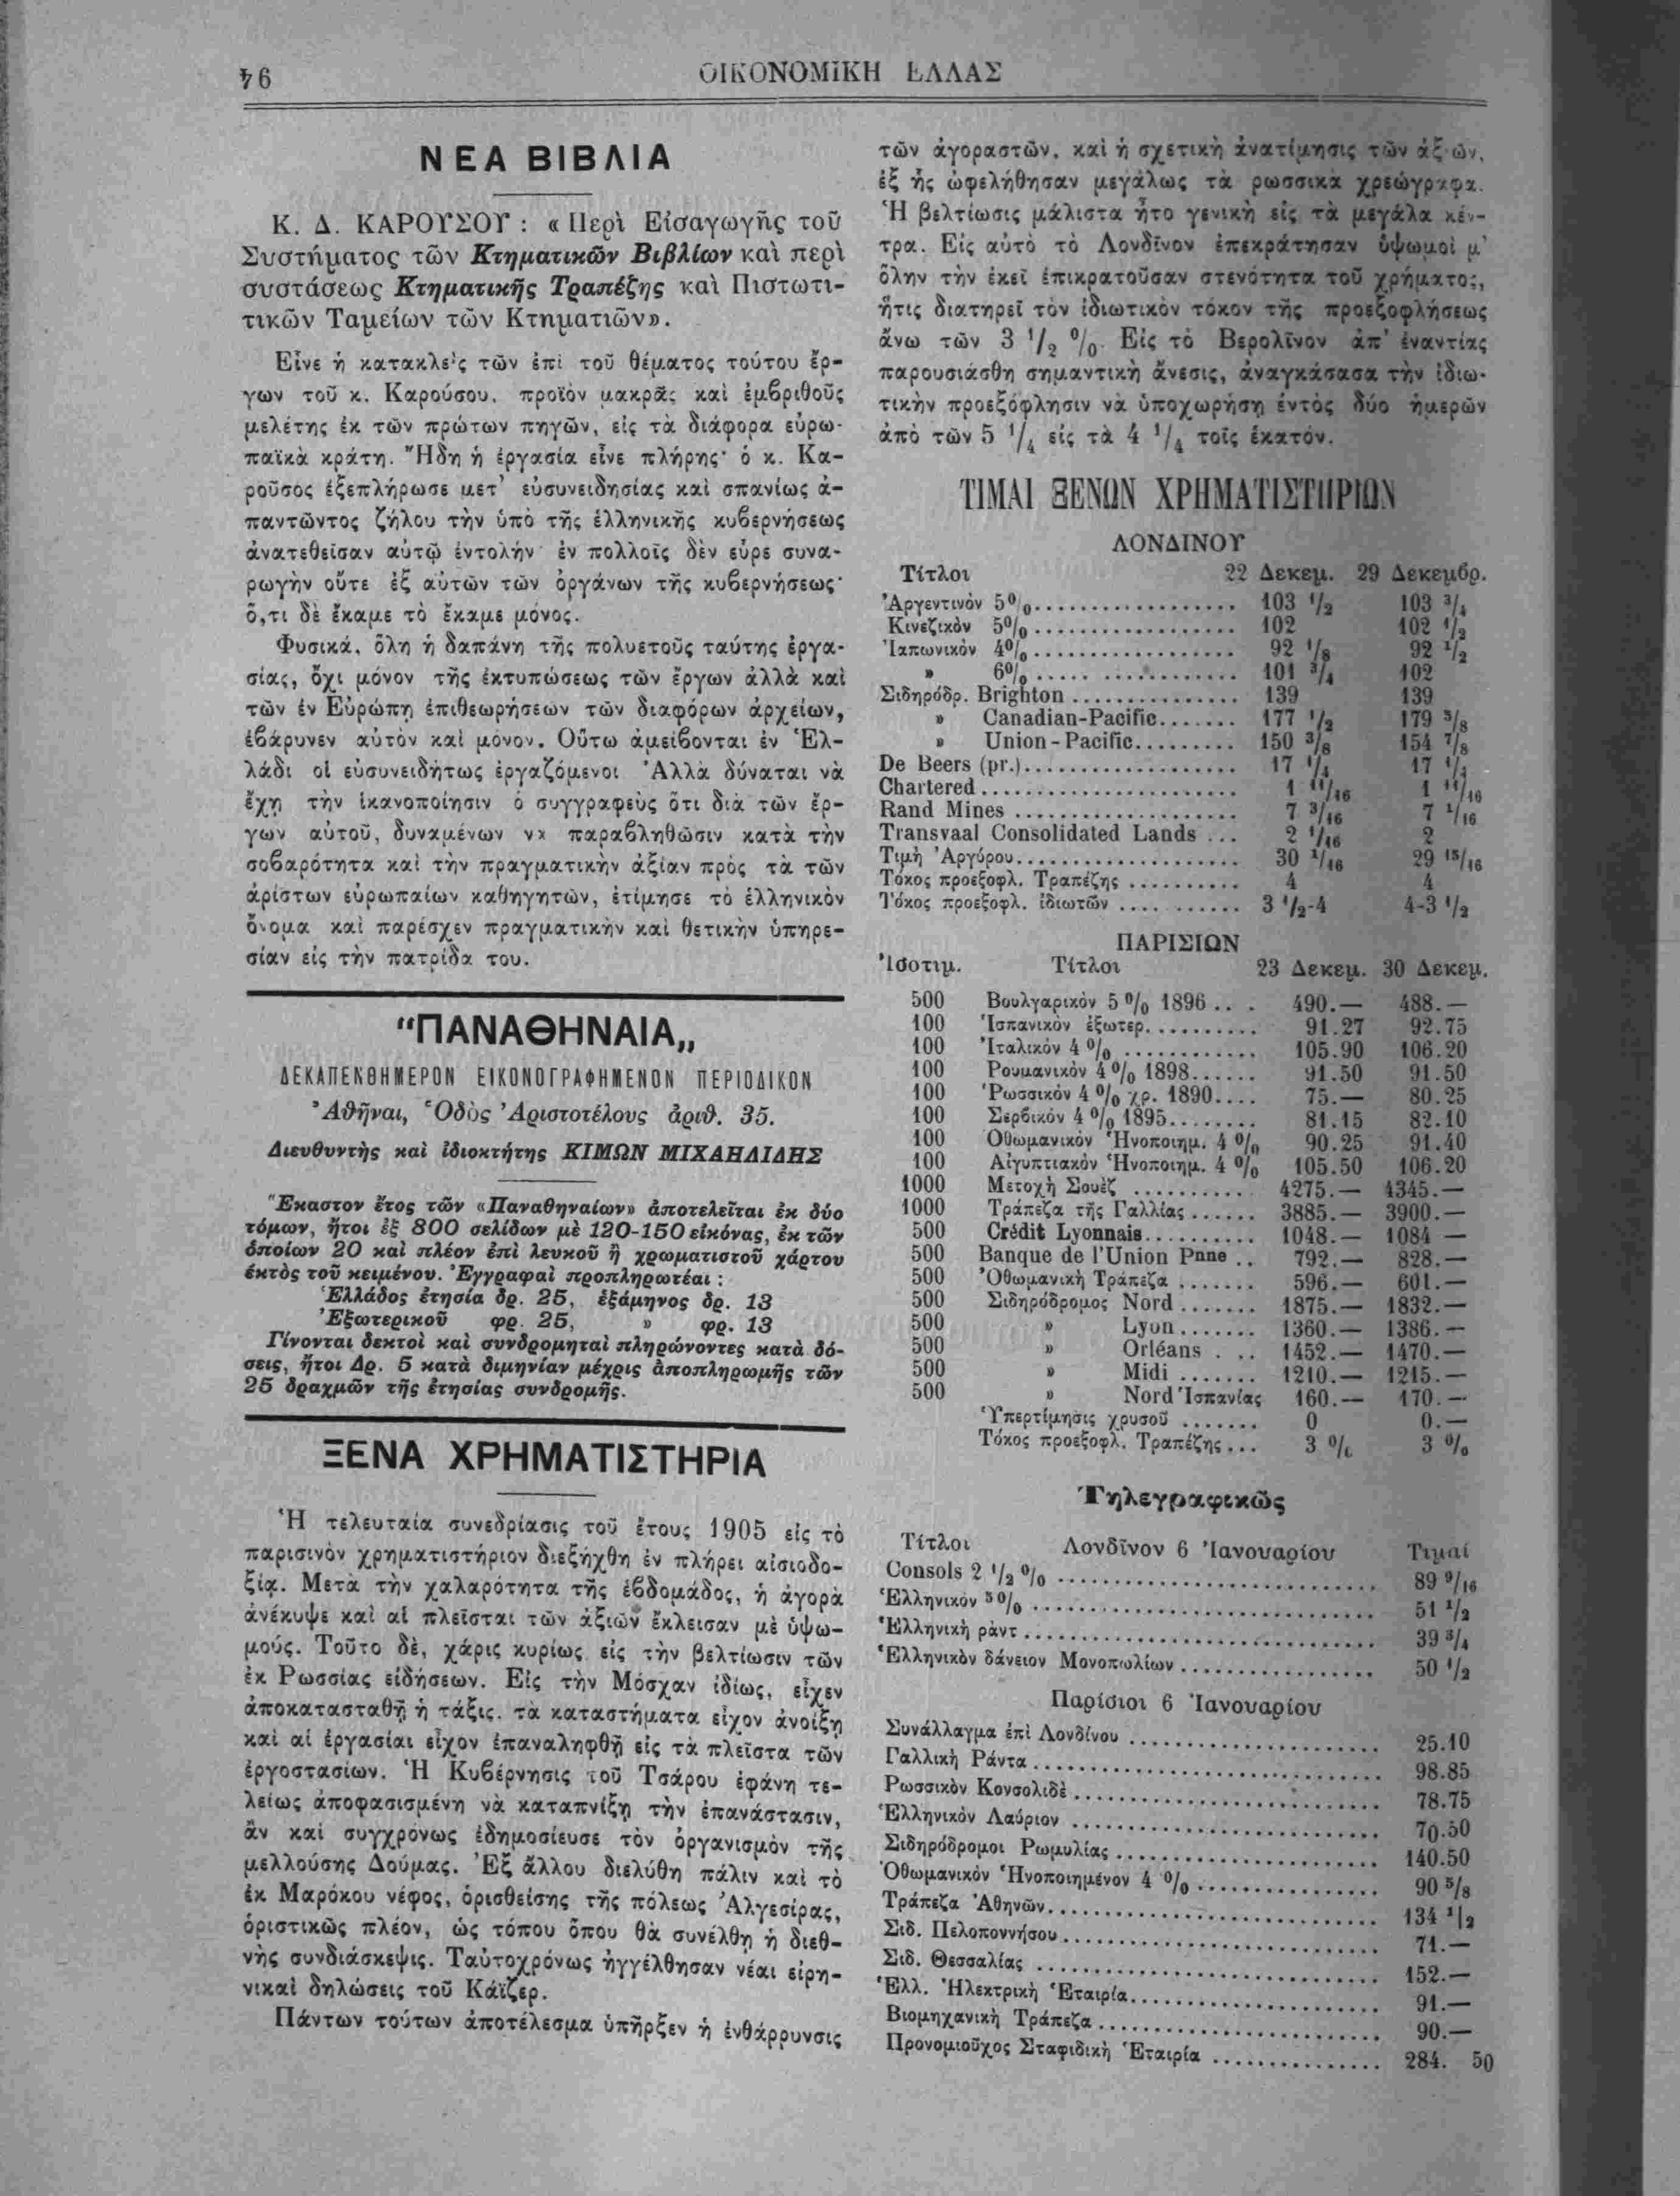 76
ΟΙΚΟΝΟΜΙΚΗ ΕΛΛΑΣ
ΝΕΑ ΒΙΒΛΙΑ
Κ. Δ. ΚΑΡΟΥΣΟΥ : «Περὶ Εἰσαγωγῆς τοῦ
Συστήματος τῶν Κτηματικῶν Βιβλίων καὶ περὶ
συστάσεως Κτηματικῆς Τραπέζης καὶ Πιστωτι-
τικῶν Ταμείων τῶν Κτηματιῶν».
Εἶνε ἡ κατακλεὶς τῶν ἐπὶ τοῦ θέματος τούτου ἔρ-
γων τοῦ κ. Καρούσου, προϊὸν μακρᾶς καὶ ἐμβριθοῦς
μελέτης ἐκ τῶν πρώτων πηγῶν, εἰς τὰ διάφορα εὐρω-
παϊκὰ κράτη. Ἤδη ἡ ἐργασία εἶνε πλήρης· ὁ κ. Κα-
ροῦσος ἐξεπλήρωσε μετ' εὐσυνειδησίας καὶ σπανίως ἀ-
παντῶντος ζήλου τὴν ὑπὸ τῆς ἑλληνικῆς κυβερνήσεως
ἀνατεθεῖσαν αὐτῷ ἐντολήν· ἐν πολλοῖς δὲν εὗρε συνα-
ρωγὴν οὔτε ἐξ αὐτῶν τῶν ὀργάνων τῆς κυβερνήσεως·
ὅ,τι δὲ ἔκαμε τὸ ἔκαμε μόνος.
Φυσικά, ὅλη ἡ δαπάνη τῆς πολυετοῦς ταύτης ἐργα-
σίας, ὄχι μόνον τῆς ἐκτυπώσεως τῶν ἔργων ἀλλὰ καὶ
τῶν ἐν Εὐρώπῃ ἐπιθεωρήσεων τῶν διαφόρων ἀρχείων,
ἐβάρυνεν αὐτὸν καὶ μόνον. Οὕτω ἀμείβονται ἐν Ἑλ-
λάδι οἱ εὐσυνειδήτως ἐργαζόμενοι Ἀλλὰ δύναται νὰ
ἔχῃ τὴν ἱκανοποίησιν ὁ συγγραφεὺς ὅτι διὰ τῶν ἔρ-
γων αὐτοῦ, δυναμένων νὰ παραβληθῶσιν κατὰ τὴν
σοβαρότητα καὶ τὴν πραγματικὴν ἀξίαν πρὸς τὰ τῶν
ἀρίστων εὐρωπαίων καθηγητῶν, ἐτίμησε τὸ ἑλληνικὸν
ὄνομα καὶ παρέσχεν πραγματικὴν καὶ θετικὴν ὑπηρε-
σίαν εἰς τὴν πατρίδα του.
"ΠΑΝΑΘΗΝΑΙΑ„
ΔΕΚΑΠΕΝΘΗΜΕΡΟΝ ΕΙΚΟΝΟΓΡΑΦΗΜΕΝΟΝ ΠΕΡΙΟΔΙΚΟΝ
Ἀθῆναι, Ὁδὸς Ἀριστοτέλους ἀριθ. 35.
Διευθυντὴς καὶ ἰδιοκτήτης ΚΙΜΩΝ ΜΙΧΑΗΛΙΔΗΣ
Ἕκαστον ἔτος τῶν «Παναθηναίων» ἀποτελεῖται ἐκ δύο
τόμων, ἤτοι ἐξ 800 σελίδων μὲ 120-150 εἰκόνας, ἐκ τῶν
ὁποίων 20 καὶ πλέον ἐπὶ λευκοῦ ἢ χρωματιστοῦ χάρτου
ἐκτὸς τοῦ κειμένου. Ἐγγραφαὶ προπληρωτέαι :
Ἑλλάδος ἐτησία δρ. 25, ἑξάμηνος δρ. 13
Ἐξωτερικοῦ φρ. 25, » φρ. 13
Γίνονται δεκτοὶ καὶ συνδρομηταὶ πληρώνοντες κατὰ δό-
σεις, ἤτοι Δρ. 5 κατὰ διμηνίαν μέχρις ἀποπληρωμῆς τῶν
25 δραχμῶν τῆς ἐτησίας συνδρομῆς.
ΞΕΝΑ ΧΡΗΜΑΤΙΣΤΗΡΙΑ
Ἡ τελευταία συνεδρίασις τοῦ ἔτους 1905 εἰς τὸ
παρισινὸν χρηματιστήριον διεξήχθη ἐν πλήρει αἰσιοδο-
ξίᾳ. Μετὰ τὴν χαλαρότητα τῆς ἑβδομάδος, ἡ ἀγορὰ
ἀνέκυψε καὶ αἱ πλεῖσται τῶν ἀξιῶν ἔκλεισαν μὲ ὑψω-
μούς. Τοῦτο δέ, χάρις κυρίως εἰς τὴν βελτίωσιν τῶν
ἐκ Ρωσσίας εἰδήσεων. Εἰς τὴν Μόσχαν ἰδίως, εἶχεν
ἀποκατασταθῆ ἡ τάξις. τὰ καταστήματα εἶχον ἀνοίξῃ
καὶ αἱ ἐργασίαι εἶχον ἐπαναληφθῆ εἰς τὰ πλεῖστα τῶν
ἐργοστασίων. Ἡ Κυβέρνησις τοῦ Τσάρου ἐφάνη τε-
λείως ἀποφασισμένη νὰ καταπνίξῃ τὴν ἐπανάστασιν,
ἂν καὶ συγχρόνως ἐδημοσίευσε τὸν ὀργανισμὸν τῆς
μελλούσης Δούμας. Ἐξ ἄλλου διελύθη πάλιν καὶ τὸ
ἐκ Μαρόκου νέφος, ὁρισθείσης τῆς πόλεως Ἀλγεσίρας,
ὁριστικῶς πλέον, ὡς τόπου ὅπου θὰ συνέλθῃ ἡ διεθ-
νὴς συνδιάσκεψις. Ταὐτοχρόνως ἠγγέλθησαν νέαι εἰρη-
νικαὶ δηλώσεις τοῦ Κάϊζερ.
Πάντων τούτων ἀποτέλεσμα ὑπῆρξεν ἡ ἐνθάρρυνσις
τῶν ἀγοραστῶν, καὶ ἡ σχετικὴ ἀνατίμησις τῶν ἀξιῶν,
ἐξ ἧς ὠφελήθησαν μεγάλως τὰ ρωσσικὰ χρεώγραφα.
Ἡ βελτίωσις μάλιστα ἦτο γενικὴ εἰς τὰ μεγάλα κέν-
τρα. Εἰς αὐτὸ τὸ Λονδῖνον ἐπεκράτησαν ὑψωμοὶ μ'
ὅλην τὴν ἐκεῖ ἐπικρατοῦσαν στενότητα τοῦ χρήματος,
ἥτις διατηρεῖ τὸν ἰδιωτικὸν τόκον τῆς προεξοφλήσεως
ἄνω τῶν 3 1/2 %. Εἰς τὸ Βερολῖνον ἀπ' ἐναντίας
παρουσιάσθη σημαντικὴ ἄνεσις, ἀναγκάσασα τὴν ἰδιω-
τικὴν προεξόφλησιν νὰ ὑποχωρήσῃ ἐντὸς δύο ἡμερῶν
ἀπὸ τῶν 5 1/4 εἰς τὰ 4 1/4 τοῖς ἑκατόν.
ΤΙΜΑΙ ΞΕΝΩΝ ΧΡΗΜΑΤΙΣΤΗΡΙΩΝ
ΛΟΝΔΙΝΟΥ
Τίτλοι 22 Δεκεμ. 29 Δεκεμβρ.
Ἀργεντινὸν 5%.................. 103 1/2 103 3/4
Κινεζικὸν 5%.................. 102 102 1/2
Ἰαπωνικὸν 4%.................. 92 1/8 92 1/2
» 6%.................. 101 3/4 102
Σιδηρόδρ. Brighton .............. 139 139
» Canadian-Pacific....... 177 1/2 179 5/8
» Union-Pacific......... 150 3/8 154 7/8
De Beers (pr.).................. 17 1/4 17 1/4
Chartered ...................... 1 11/16 1 11/16
Rand Mines .................... 7 3/16 7 1/16
Transvaal Consolidated Lands ... 2 1/16 2
Τιμὴ Ἀργύρου.................... 30 1/16 29 15/16
Τόκος προεξοφλ. Τραπέζης .......... 4 4
Τόκος προεξοφλ. ἰδιωτῶν .... ....... 3 1/2-4 4-3 1/2
ΠΑΡΙΣΙΩΝ
Ἰσοτιμ. Τίτλοι 23 Δεκεμ. 30 Δεκεμ.
500 Βουλγαρικὸν 5 % 1896 .. . 490.— 488.—
100 Ἱσπανικὸν ἐξωτερ.......... 91.27 92.75
100 Ἰταλικὸν 4 % ............ 105.90 106.20
100 Ρουμανικὸν 4 % 1898...... 91.50 91.50
100 Ῥωσσικὸν 4 % χρ. 1890.... 75.— 80.25
100 Σερβικὸν 4 % 1895........ 81.15 82.10
100 Ὀθωμανικὸν Ἡνοποιημ. 4 % 90.25 91.40
100 Αἰγυπτιακὸν Ἡνοποιημ. 4 % 105.50 106.20
1000 Μετοχὴ Σουὲζ .......... 4275.— 4345.—
1000 Τράπεζα τῆς Γαλλίας ...... 3885.— 3900.—
500 Crédit Lyonnais.......... 1048.— 1084 —
500 Banque de l'Union Pnne .. 792.— 828.—
500 Ὀθωμανικὴ Τράπεζα ....... 596.— 601.—
500 Σιδηρόδρομος Nord ....... 1875.— 1832.—
500 » Lyon....... 1360.— 1386.—
500 » Orléans . .. 1452.— 1470.—
500 » Midi ....... 1210.— 1215.—
500 » Nord Ἰσπανίας 160.— 170.—
Ὑπερτίμησις χρυσοῦ ....... 0 0.—
Τόκος προεξοφλ. Τραπέζης... 3 % 3 %
Τηλεγραφικῶς
Τίτλοι Λονδῖνον 6 Ἰανουαρίου Τιμαί
Consols 2 1/2 % .............................. 89 9/16
Ἑλληνικὸν 5% ................................ 51 1/2
Ἑλληνικὴ ρὰντ ................................ 39 3/4
Ἑλληνικὸν δάνειον Μονοπωλίων .................. 50 1/2
Παρίσιοι 6 Ἰανουαρίου
Συνάλλαγμα ἐπὶ Λονδίνου ...................... 25.10
Γαλλικὴ Ράντα ................................ 98.85
Ρωσσικὸν Κονσολιδὲ ........................... 78.75
Ἑλληνικὸν Λαύριον ............................ 70.50
Σιδηρόδρομοι Ρωμυλίας ........................ 140.50
Ὀθωμανικὸν Ἡνοποιημένον 4 % .................. 90 5/8
Τράπεζα Ἀθηνῶν............................... 134 1/2
Σιδ. Πελοποννήσου ............................ 71.—
Σιδ. Θεσσαλίας ............................... 152.—
Ἑλλ. Ἠλεκτρικὴ Ἑταιρία........................ 91.—
Βιομηχανικὴ Τράπεζα .......................... 90.—
Προνομιοῦχος Σταφιδικὴ Ἑταιρία ............... 284. 50